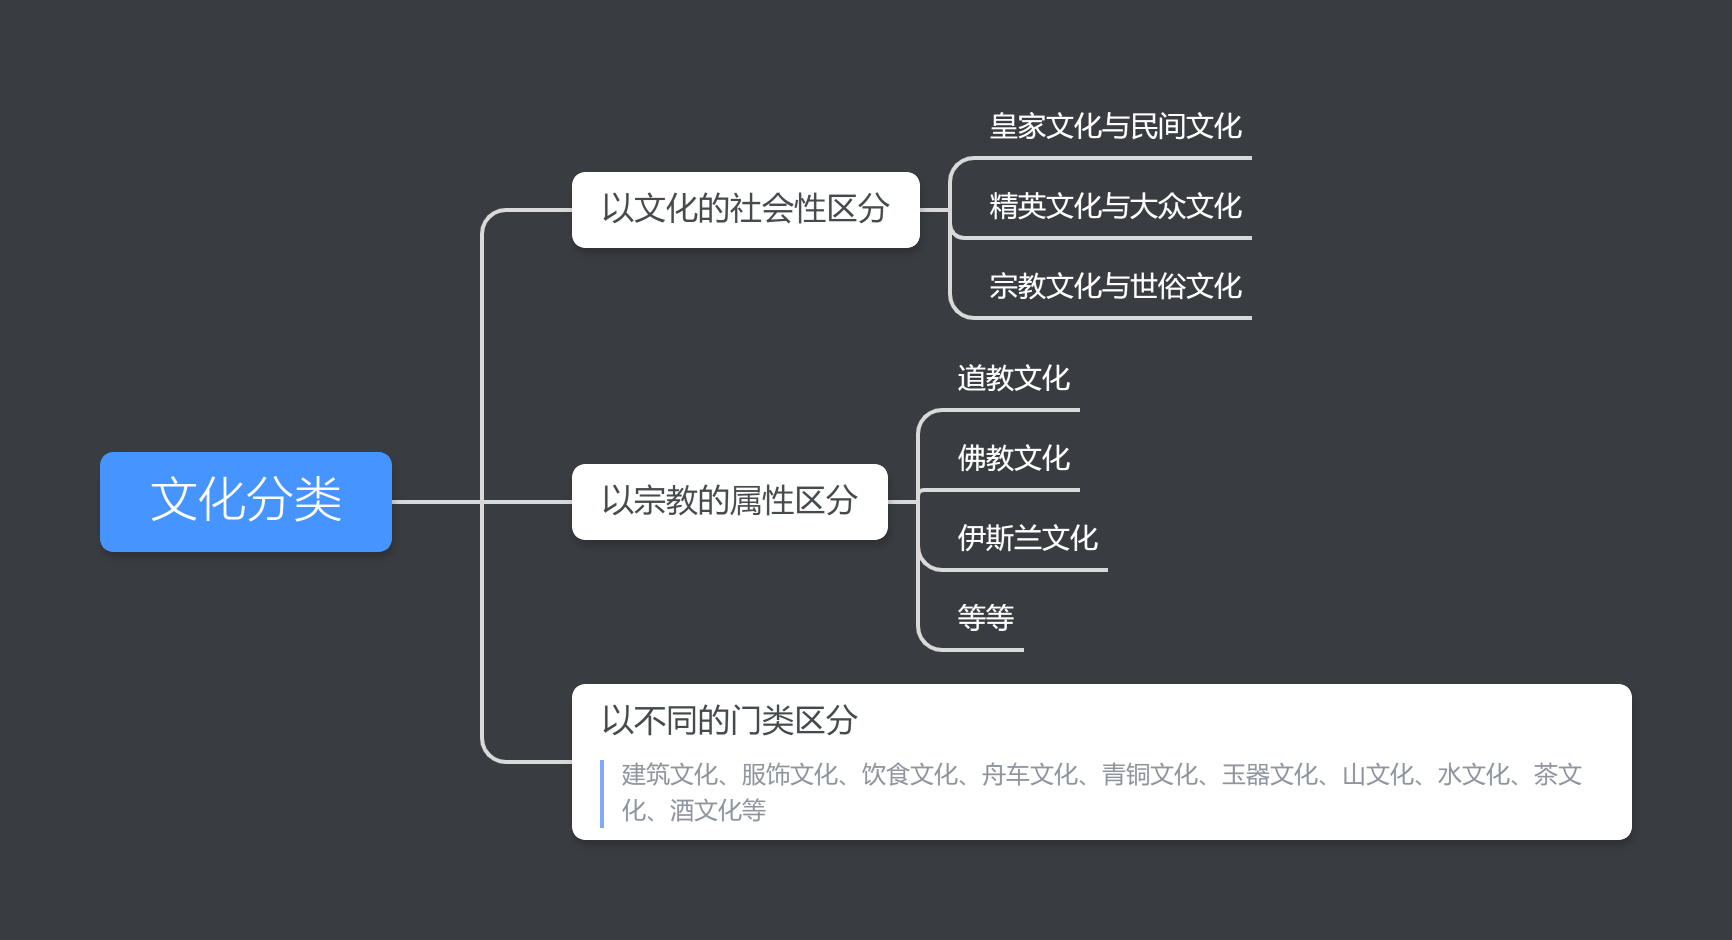 文化分类
以文化的社会性区分
皇家文化与民间文化
精英文化与大众文化
宗教文化与世俗文化
以宗教的属性区分
道教文化
佛教文化
伊斯兰文化
等等
以不同的门类区分
建筑文化、服饰文化、饮食文化、舟车文化、青铜文化、玉器文化、山文化、水文化、茶文
化、酒文化等